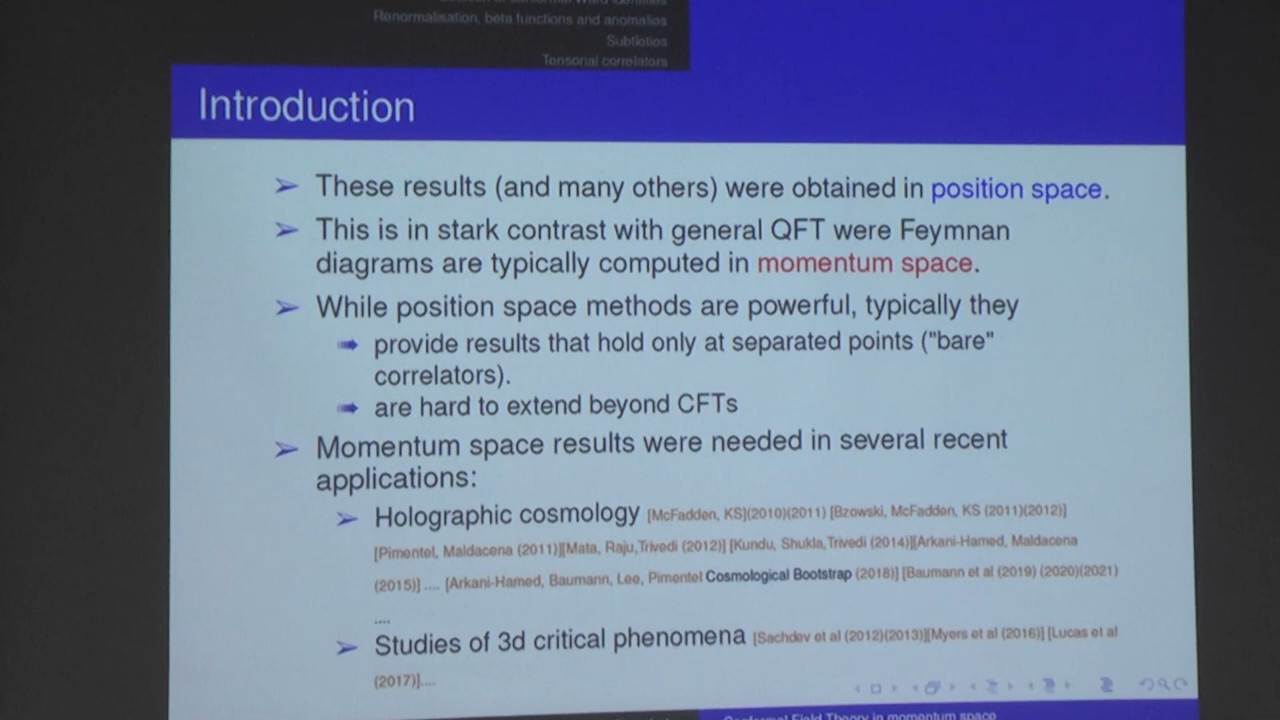 Renormalisation, beta functions and anomalies
Subtleties
Tensorial correlators
Introduction
➢ These results (and many others) were obtained in position space.
➢ This is in stark contrast with general QFT were Feymnan
diagrams are typically computed in momentum space.
➢ While position space methods are powerful, typically they
➠ provide results that hold only at separated points ("bare"
correlators).
➠ are hard to extend beyond CFTs
➢ Momentum space results were needed in several recent
applications:
➢ Holographic cosmology [McFadden, KS](2010)(2011) [Bzowski, McFadden, KS (2011)(2012)]
[Pimentel, Maldacena (2011)][Mata, Raju,Trivedi (2012)] [Kundu, Shukla,Trivedi (2014)][Arkani-Hamed, Maldacena
(2015)] .... [Arkani-Hamed, Baumann, Lee, Pimentel Cosmological Bootstrap (2018)] [Baumann et al (2019) (2020)(2021)
....
➢ Studies of 3d critical phenomena [Sachdev et al (2012)(2013)][Myers et al (2016)] [Lucas et al
(2017)]....
Conformal Field Theory in momentum space